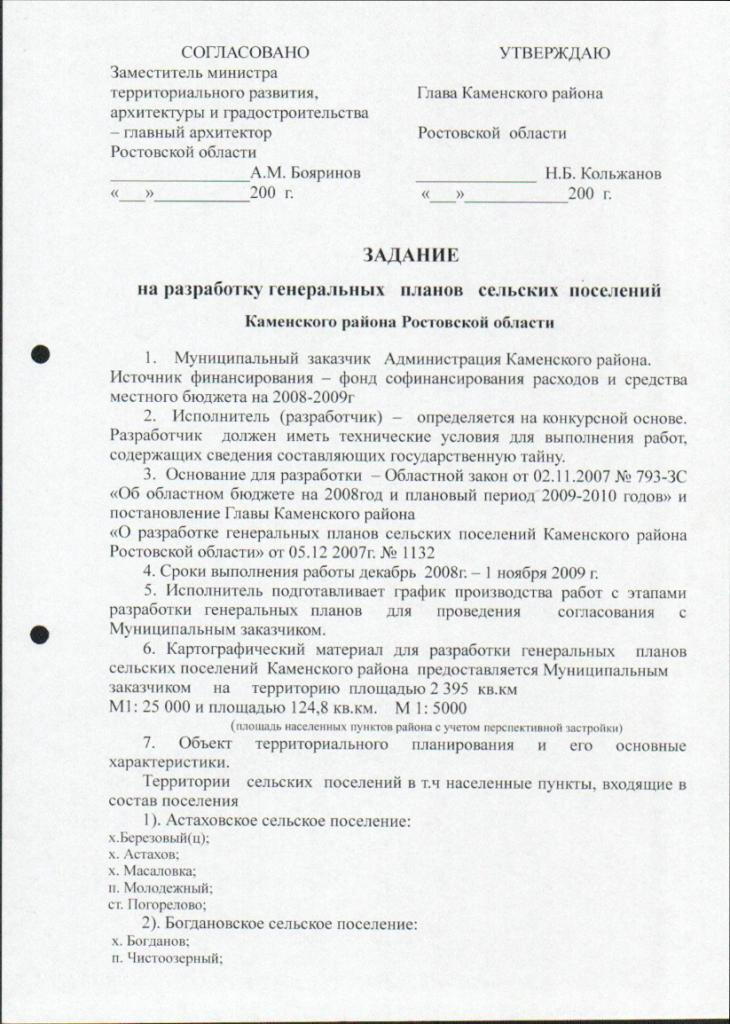 СОГЛАСОВАНО
Заместитель министра
территориального развития,
архитектуры и градостроительства
– главный архитектор
Ростовской области
________________А.М. Бояринов
«___»___________200 г.
УТВЕРЖДАЮ
Глава Каменского района
Ростовской области
______________ Н.Б. Кольжанов
«___»____________200 г.
ЗАДАНИЕ
на разработку генеральных планов сельских поселений
Каменского района Ростовской области
1. Муниципальный заказчик Администрация Каменского района.
Источник финансирования – фонд софинансирования расходов и средства
местного бюджета на 2008-2009г
2. Исполнитель (разработчик) – определяется на конкурсной основе.
Разработчик должен иметь технические условия для выполнения работ,
содержащих сведения составляющих государственную тайну.
3. Основание для разработки – Областной закон от 02.11.2007 № 793-ЗС
«Об областном бюджете на 2008год и плановый период 2009-2010 годов» и
постановление Главы Каменского района
«О разработке генеральных планов сельских поселений Каменского района
Ростовской области» от 05.12 2007г. № 1132
4. Сроки выполнения работы декабрь 2008г. – 1 ноября 2009 г.
5. Исполнитель подготавливает график производства работ с этапами
разработки генеральных планов для проведения согласования с
Муниципальным заказчиком.
6. Картографический материал для разработки генеральных планов
сельских поселений Каменского района предоставляется Муниципальным
заказчиком на территорию площадью 2 395 кв.км
М1: 25 000 и площадью 124,8 кв.км. М 1: 5000
(площадь населенных пунктов района с учетом перспективной застройки)
7. Объект территориального планирования и его основные
характеристики.
Территории сельских поселений в т.ч населенные пункты, входящие в
состав поселения
1). Астаховское сельское поселение:
х.Березовый(ц);
х. Астахов;
х. Масаловка;
п. Молодежный;
ст. Погорелово;
2). Богдановское сельское поселение:
х. Богданов;
п. Чистоозерный;